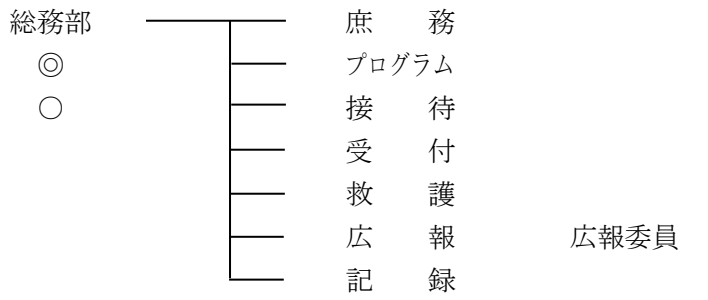 総務部 庶　務
◎ プログラム
○ 接　待
受　付
救　護
広　報 広報委員
記　録